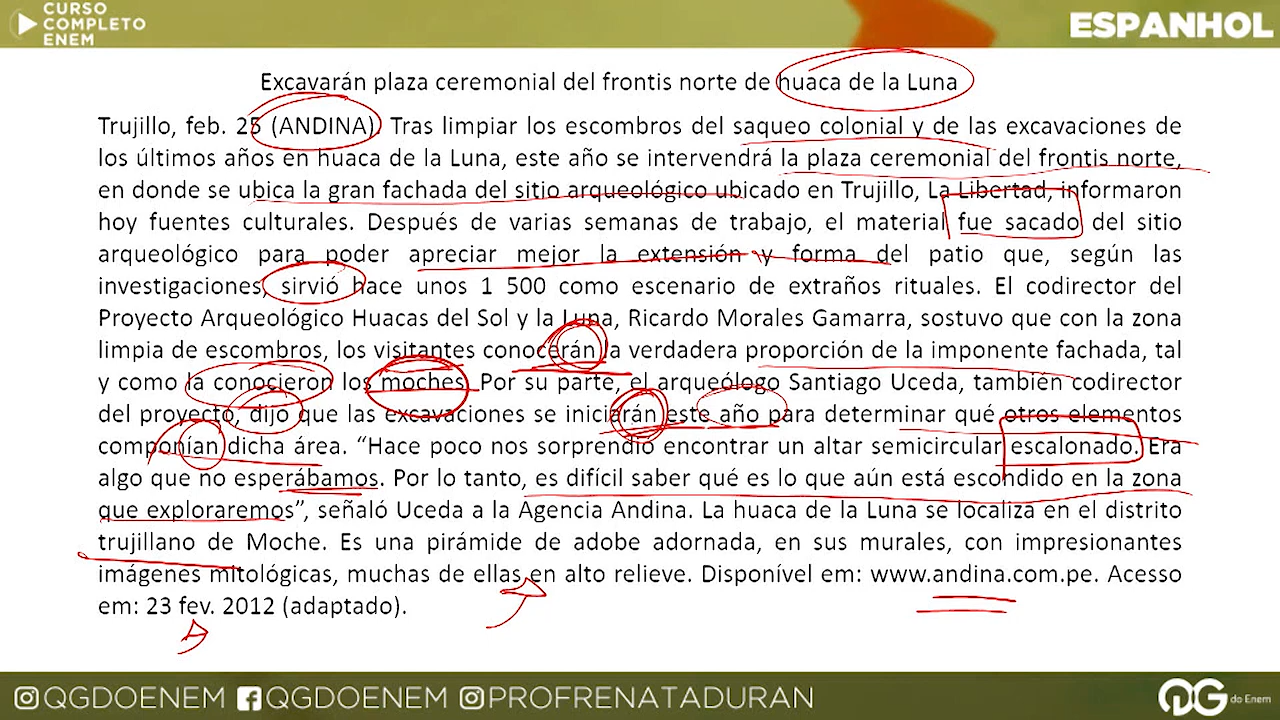 CURSO
COMPLETO
ENEM
ESPANHOL
Excavarán plaza ceremonial del frontis norte de huaca de la Luna
Trujillo, feb. 25 (ANDINA). Tras limpiar los escombros del saqueo colonial y de las excavaciones de
los últimos años en huaca de la Luna, este año se intervendrá la plaza ceremonial del frontis norte,
en donde se ubica la gran fachada del sitio arqueológico ubicado en Trujillo, La Libertad, informaron
hoy fuentes culturales. Después de varias semanas de trabajo, el material fue sacado del sitio
arqueológico para poder apreciar mejor la extensión y forma del patio que, según las
investigaciones, sirvió hace unos 1 500 como escenario de extraños rituales. El codirector del
Proyecto Arqueológico Huacas del Sol y la Luna, Ricardo Morales Gamarra, sostuvo que con la zona
limpia de escombros, los visitantes conocerán la verdadera proporción de la imponente fachada, tal
y como la conocieron los moches. Por su parte, el arqueólogo Santiago Uceda, también codirector
del proyecto, dijo que las excavaciones se iniciarán este año para determinar qué otros elementos
componían dicha área. “Hace poco nos sorprendió encontrar un altar semicircular escalonado. Era
algo que no esperábamos. Por lo tanto, es difícil saber qué es lo que aún está escondido en la zona
que exploraremos”, señaló Uceda a la Agencia Andina. La huaca de la Luna se localiza en el distrito
trujillano de Moche. Es una pirámide de adobe adornada, en sus murales, con impresionantes
imágenes mitológicas, muchas de ellas en alto relieve. Disponível em: www.andina.com.pe. Acesso
em: 23 fev. 2012 (adaptado).
@QGDOENEM @QGDOENEM @PROFRENATADURAN
QG do Enem